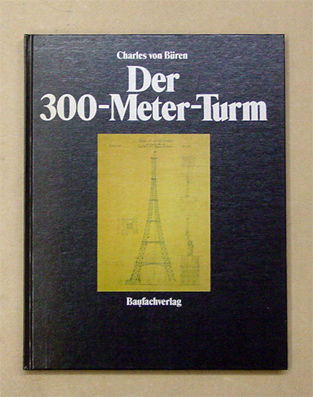 Charles von Büren
Der
300-Meter-Turm
Baufachverlag